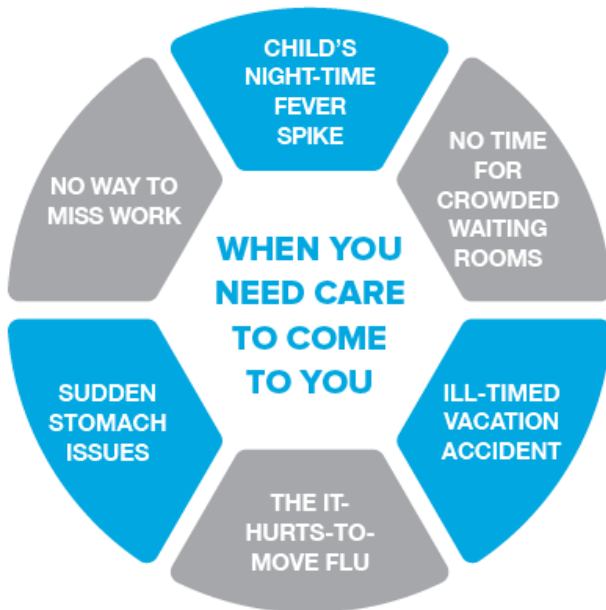 CHILD'S
NIGHT-TIME
FEVER
SPIKE
NO TIME
FOR
CROWDED
WAITING
ROOMS
ILL-TIMED
VACATION
ACCIDENT
THE IT-
HURTS-TO-
MOVE FLU
SUDDEN
STOMACH
ISSUES
NO WAY TO
MISS WORK
WHEN YOU
NEED CARE
TO COME
TO YOU